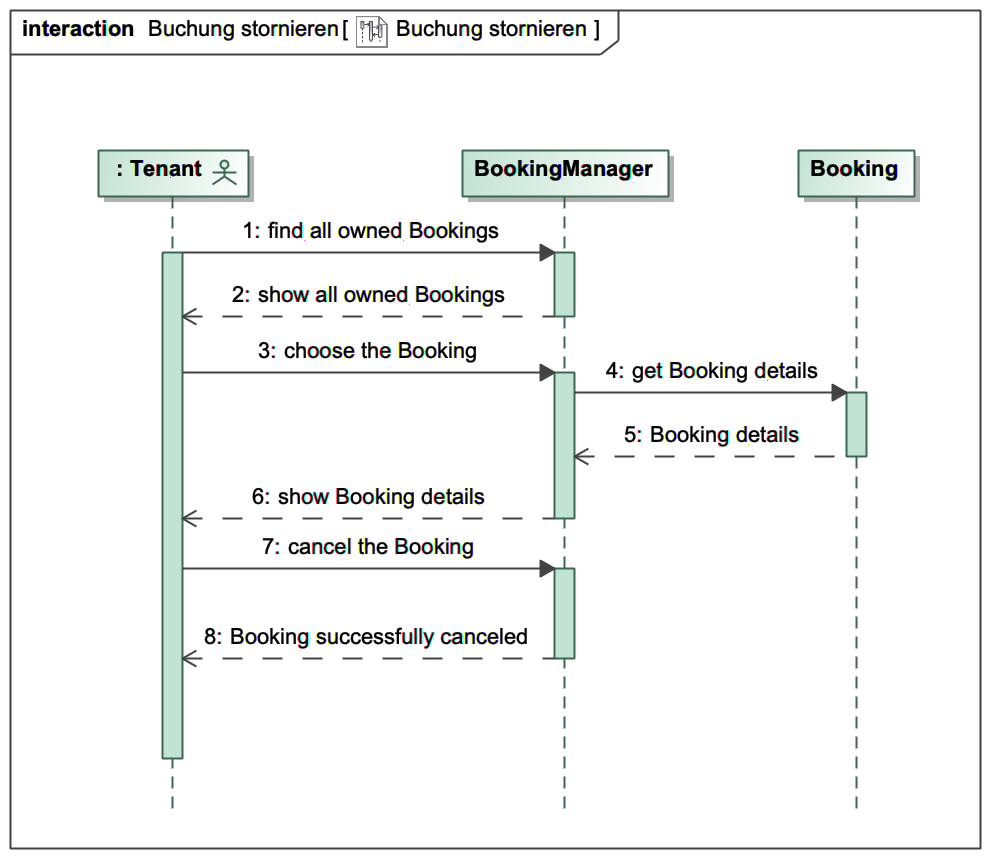 interaction Buchung stornieren[ Buchung stornieren ]
: Tenant
BookingManager
Booking
1: find all owned Bookings
2: show all owned Bookings
3: choose the Booking
4: get Booking details
5: Booking details
6: show Booking details
7: cancel the Booking
8: Booking successfully canceled